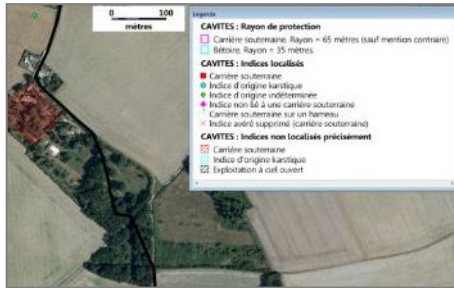 0 100
mètres
Légende
CAVITES : Rayon de protection
Carrière souterraine. Rayon = 65 mètres (sauf mention contraire)
Bétoire. Rayon = 35 mètres.
CAVITES : Indices localisés
Carrière souterraine
Indice d'origine karstique
Indice d'origine indéterminée
Indice non lié à une carrière souterraine
Carrière souterraine sur un hameau
Indice avéré supprimé (carrière souterraine)
CAVITES : Indices non localisés précisément
Carrière souterraine
Indice d'origine karstique
Exploitation à ciel ouvert